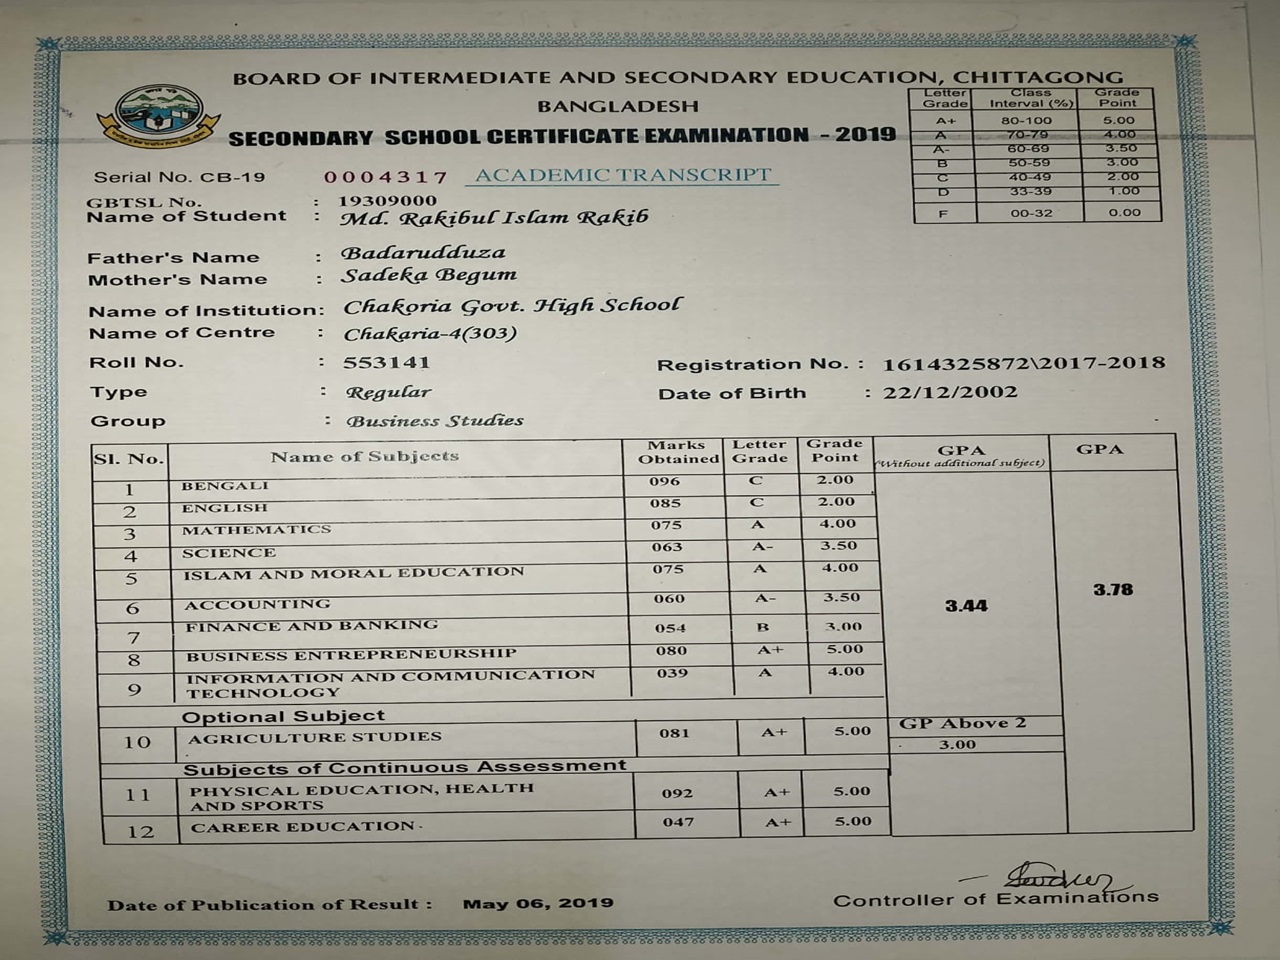 BOARD OF INTERMEDIATE AND SECONDARY EDUCATION, CHITTAGONG
BANGLADESH
SECONDARY SCHOOL CERTIFICATE EXAMINATION - 2019
Letter Grade Class Interval (%) Grade Point
A+ 80-100 5.00
A 70-79 4.00
A- 60-69 3.50
B 50-59 3.00
C 40-49 2.00
D 33-39 1.00
F 00-32 0.00
Serial No. CB-19 0004317 ACADEMIC TRANSCRIPT
GBTSL No. : 19309000
Name of Student : Md. Rakibul Islam Rakib
Father's Name : Badarudduza
Mother's Name : Sadeka Begum
Name of Institution: Chakoria Govt. High School
Name of Centre : Chakaria-4(303)
Roll No. : 553141 Registration No. : 1614325872\2017-2018
Type : Regular Date of Birth : 22/12/2002
Group : Business Studies
Sl. No. Name of Subjects Marks Obtained Letter Grade Grade Point GPA (Without additional subject) GPA
1 BENGALI 096 C 2.00
2 ENGLISH 085 C 2.00
3 MATHEMATICS 075 A 4.00
4 SCIENCE 063 A- 3.50
5 ISLAM AND MORAL EDUCATION 075 A 4.00
6 ACCOUNTING 060 A- 3.50 3.44 3.78
7 FINANCE AND BANKING 054 B 3.00
8 BUSINESS ENTREPRENEURSHIP 080 A+ 5.00
9 INFORMATION AND COMMUNICATION TECHNOLOGY 039 A 4.00
Optional Subject GP Above 2
10 AGRICULTURE STUDIES 081 A+ 5.00 3.00
Subjects of Continuous Assessment
11 PHYSICAL EDUCATION, HEALTH AND SPORTS 092 A+ 5.00
12 CAREER EDUCATION 047 A+ 5.00
Date of Publication of Result : May 06, 2019
Controller of Examinations